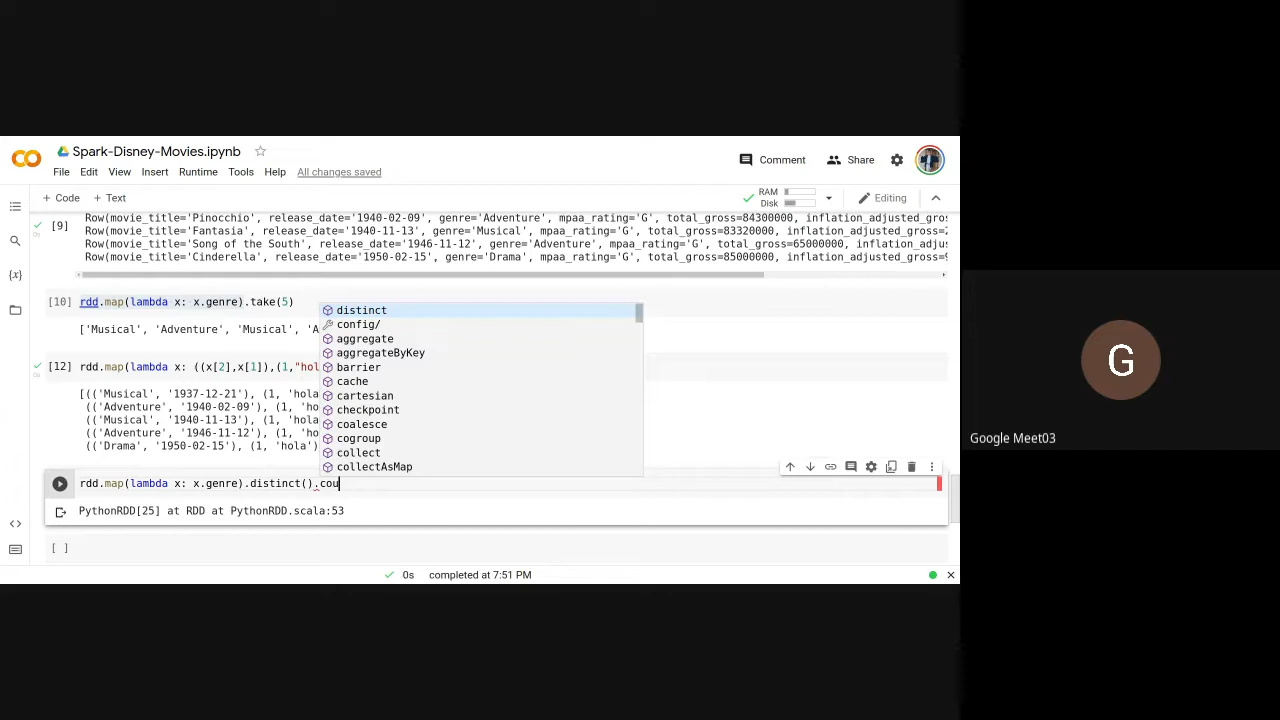 Spark-Disney-Movies.ipynb
File Edit View Insert Runtime Tools Help All changes saved
Comment Share
+ Code + Text
RAM
Disk
Editing
[9]
Row(movie_title='Pinocchio', release_date='1940-02-09', genre='Adventure', mpaa_rating='G', total_gross=84300000, inflation_adjusted_gros
Row(movie_title='Fantasia', release_date='1940-11-13', genre='Musical', mpaa_rating='G', total_gross=83320000, inflation_adjusted_gross=2
Row(movie_title='Song of the South', release_date='1946-11-12', genre='Adventure', mpaa_rating='G', total_gross=65000000, inflation_adjus
Row(movie_title='Cinderella', release_date='1950-02-15', genre='Drama', mpaa_rating='G', total_gross=85000000, inflation_adjusted_gross=9
[10] rdd.map(lambda x: x.genre).take(5)
['Musical', 'Adventure', 'Musical', 'A
[12] rdd.map(lambda x: ((x[2],x[1]),(1,"hol
[(('Musical', '1937-12-21'), (1, 'hola
(('Adventure', '1940-02-09'), (1, 'ho
(('Musical', '1940-11-13'), (1, 'hola
(('Adventure', '1946-11-12'), (1, 'ho
(('Drama', '1950-02-15'), (1, 'hola')
distinct
config/
aggregate
aggregateByKey
barrier
cache
cartesian
checkpoint
coalesce
cogroup
collect
collectAsMap
rdd.map(lambda x: x.genre).distinct().cou
PythonRDD[25] at RDD at PythonRDD.scala:53
[ ]
0s completed at 7:51 PM
G
Google Meet03